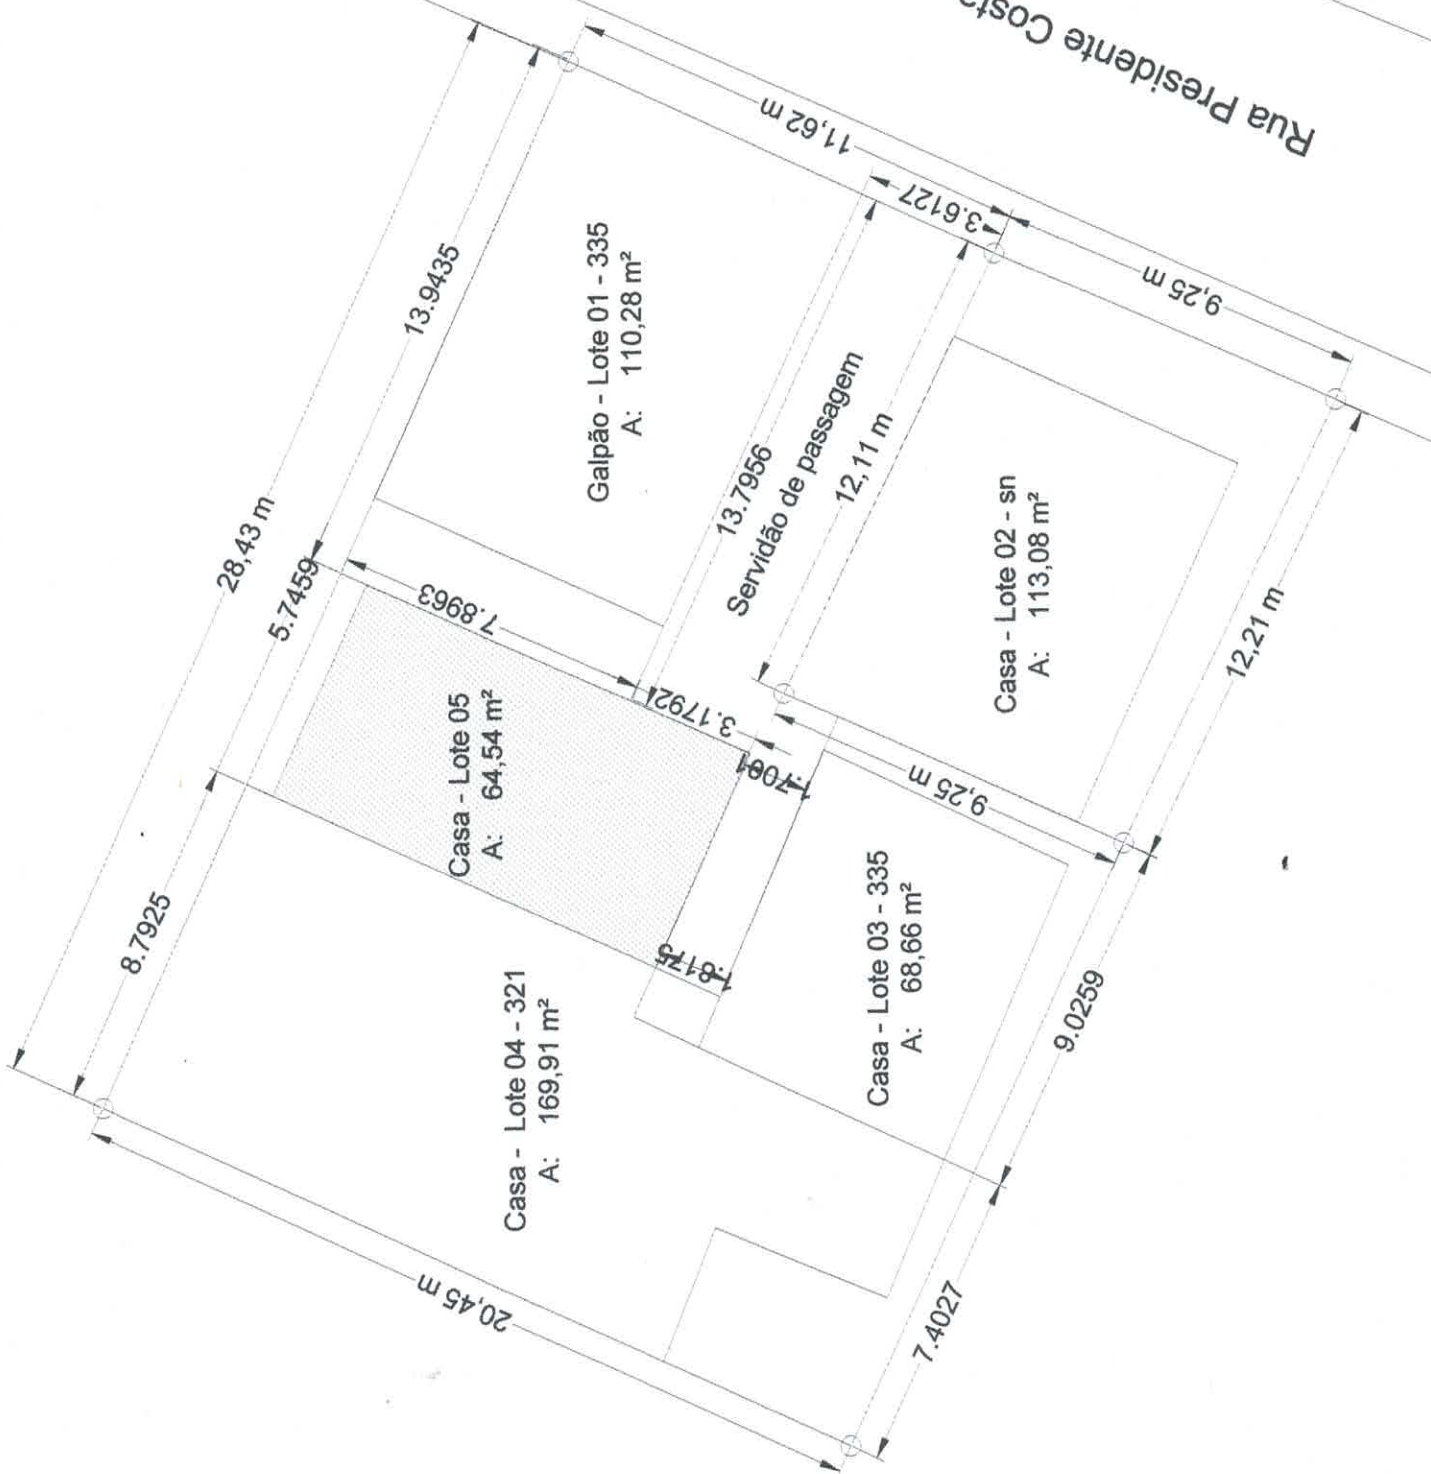 Rua Presidente Costa
28,43 m
13.9435
5.7459
8.7925
11,62 m
3.6127
9,25 m
Galpão - Lote 01 - 335
A: 110,28 m²
7.8963
13.7956
Servidão de passagem
12,11 m
3.1792
1.7001
Casa - Lote 05
A: 64,54 m²
Casa - Lote 02 - sn
A: 113,08 m²
12,21 m
9,25 m
1.8175
Casa - Lote 03 - 335
A: 68,66 m²
9.0259
Casa - Lote 04 - 321
A: 169,91 m²
20,45 m
7.4027